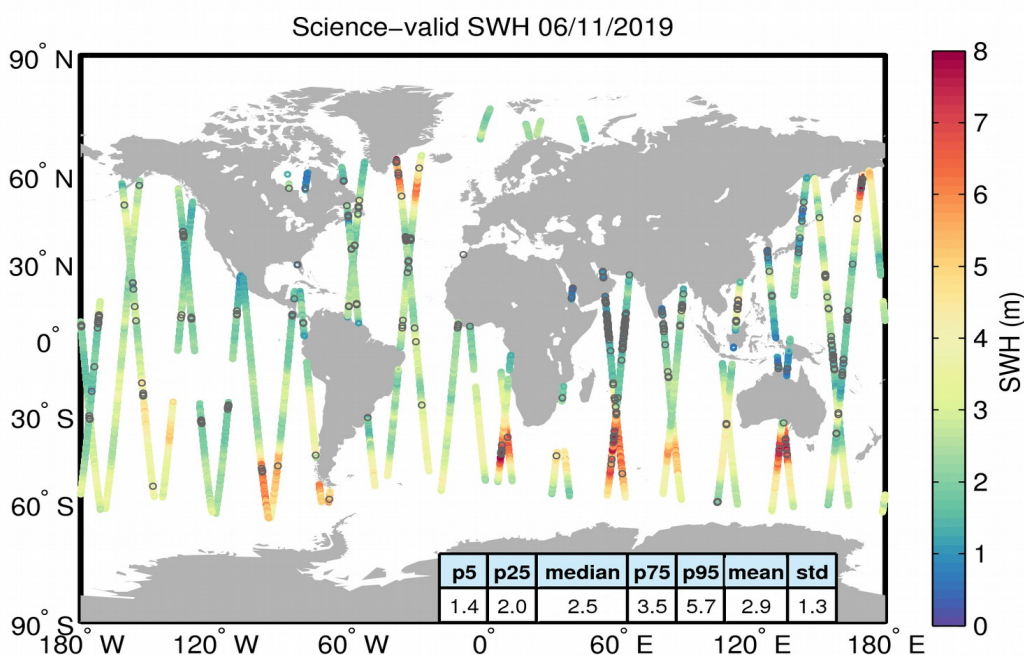 Science−valid SWH 06/11/2019
90° N
60° N
30° N
0°
30° S
60° S
90° S
180° W
120° W
60° W
0°
60° E
120° E
180° E
p5 p25 median p75 p95 mean std
1.4 2.0 2.5 3.5 5.7 2.9 1.3
8
7
6
5
4
3
2
1
0
SWH (m)